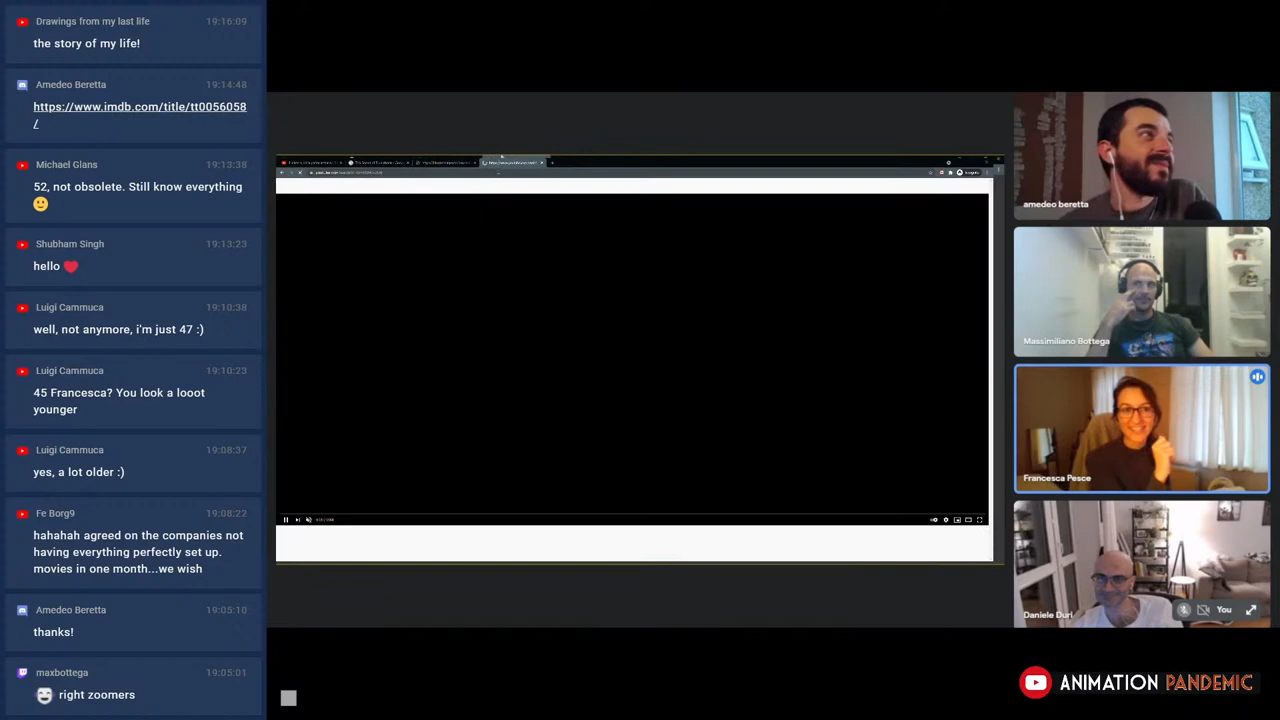 Drawings from my last life 19:16:09
the story of my life!
Amedeo Beretta 19:14:48
https://www.imdb.com/title/tt0056058
/
Michael Glans 19:13:38
52, not obsolete. Still know everything
🙂
Shubham Singh 19:13:23
hello ❤️
Luigi Cammuca 19:10:38
well, not anymore, i'm just 47 :)
Luigi Cammuca 19:10:23
45 Francesca? You look a looot
younger
Luigi Cammuca 19:08:37
yes, a lot older :)
Fe Borg9 19:08:22
hahahah agreed on the companies not
having everything perfectly set up.
movies in one month...we wish
Amedeo Beretta 19:05:10
thanks!
maxbottega 19:05:01
right zoomers
amedeo beretta
Massimiliano Bottega
Francesca Pesce
Daniele Duri
You
ANIMATION PANDEMIC